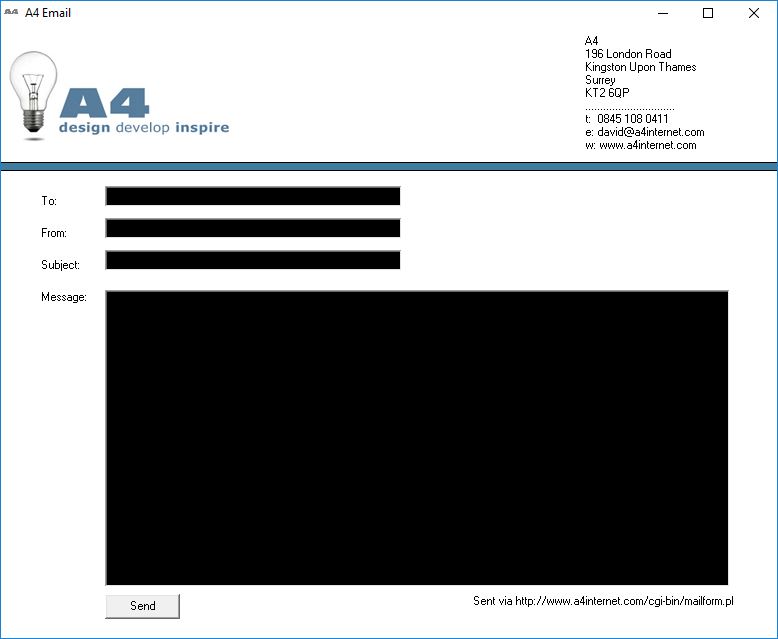 A4 A4 Email
A4
design develop inspire
A4
196 London Road
Kingston Upon Thames
Surrey
KT2 6QP
..............................
t: 0845 108 0411
e: david@a4internet.com
w: www.a4internet.com
To:
From:
Subject:
Message:
Send
Sent via http://www.a4internet.com/cgi-bin/mailform.pl